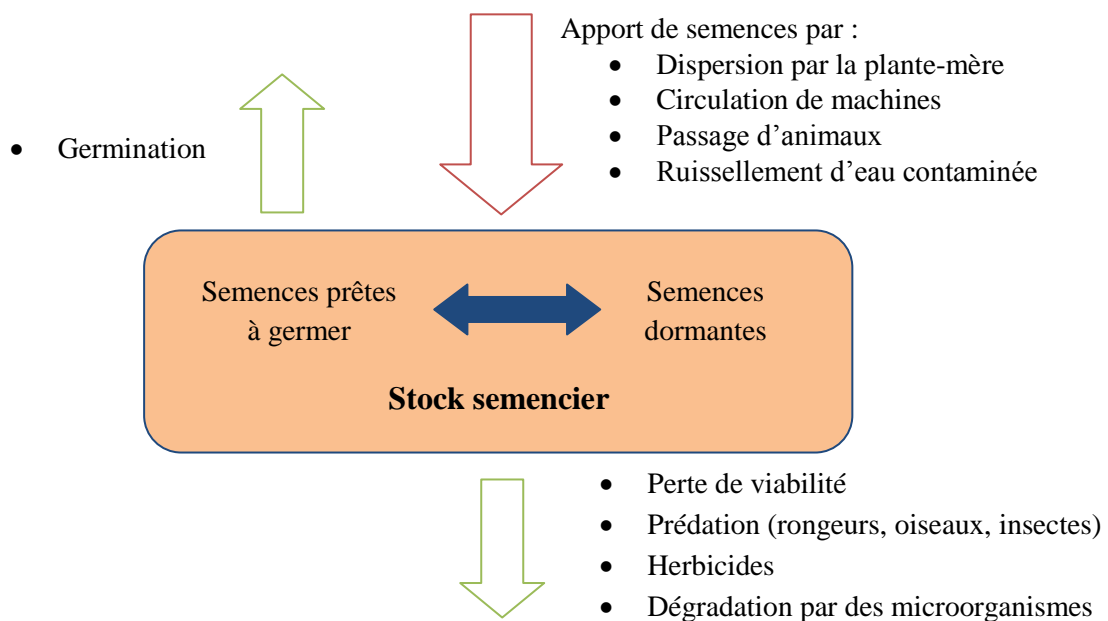 Apport de semences par :
• Dispersion par la plante-mère
• Circulation de machines
• Passage d’animaux
• Ruissellement d’eau contaminée
• Germination
Semences prêtes
à germer
Semences
dormantes
Stock semencier
• Perte de viabilité
• Prédation (rongeurs, oiseaux, insectes)
• Herbicides
• Dégradation par des microorganismes